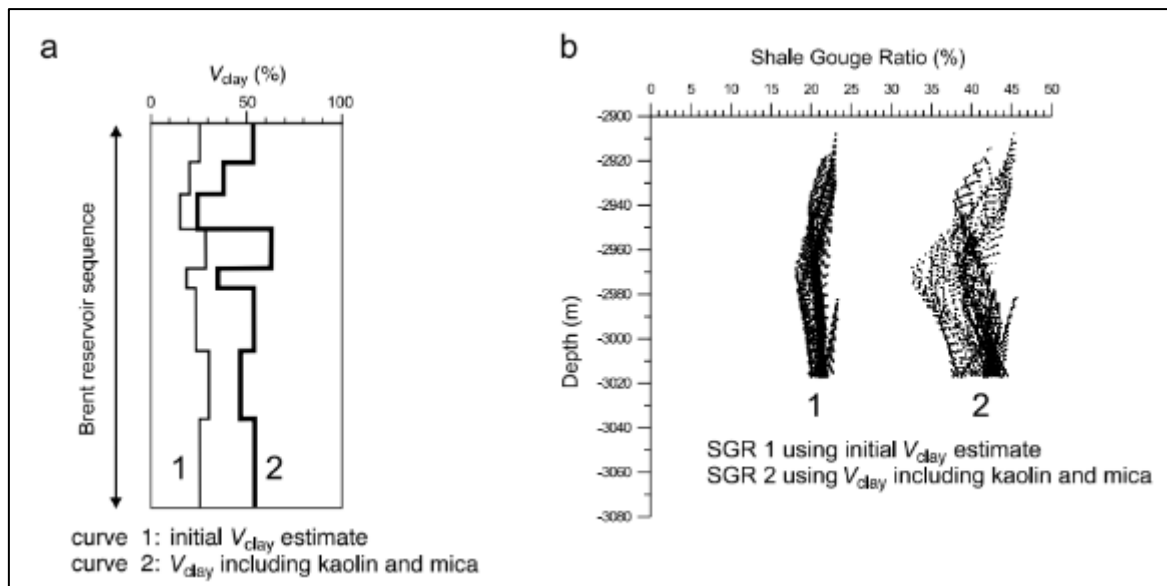 a
V_clay (%)
0 50 100
Brent reservoir sequence
1 2
curve 1: initial V_clay estimate
curve 2: V_clay including kaolin and mica
b
Shale Gouge Ratio (%)
0 5 10 15 20 25 30 35 40 45 50
Depth (m)
-2900
-2920
-2940
-2960
-2980
-3000
-3020
-3040
-3060
-3080
1 2
SGR 1 using initial V_clay estimate
SGR 2 using V_clay including kaolin and mica